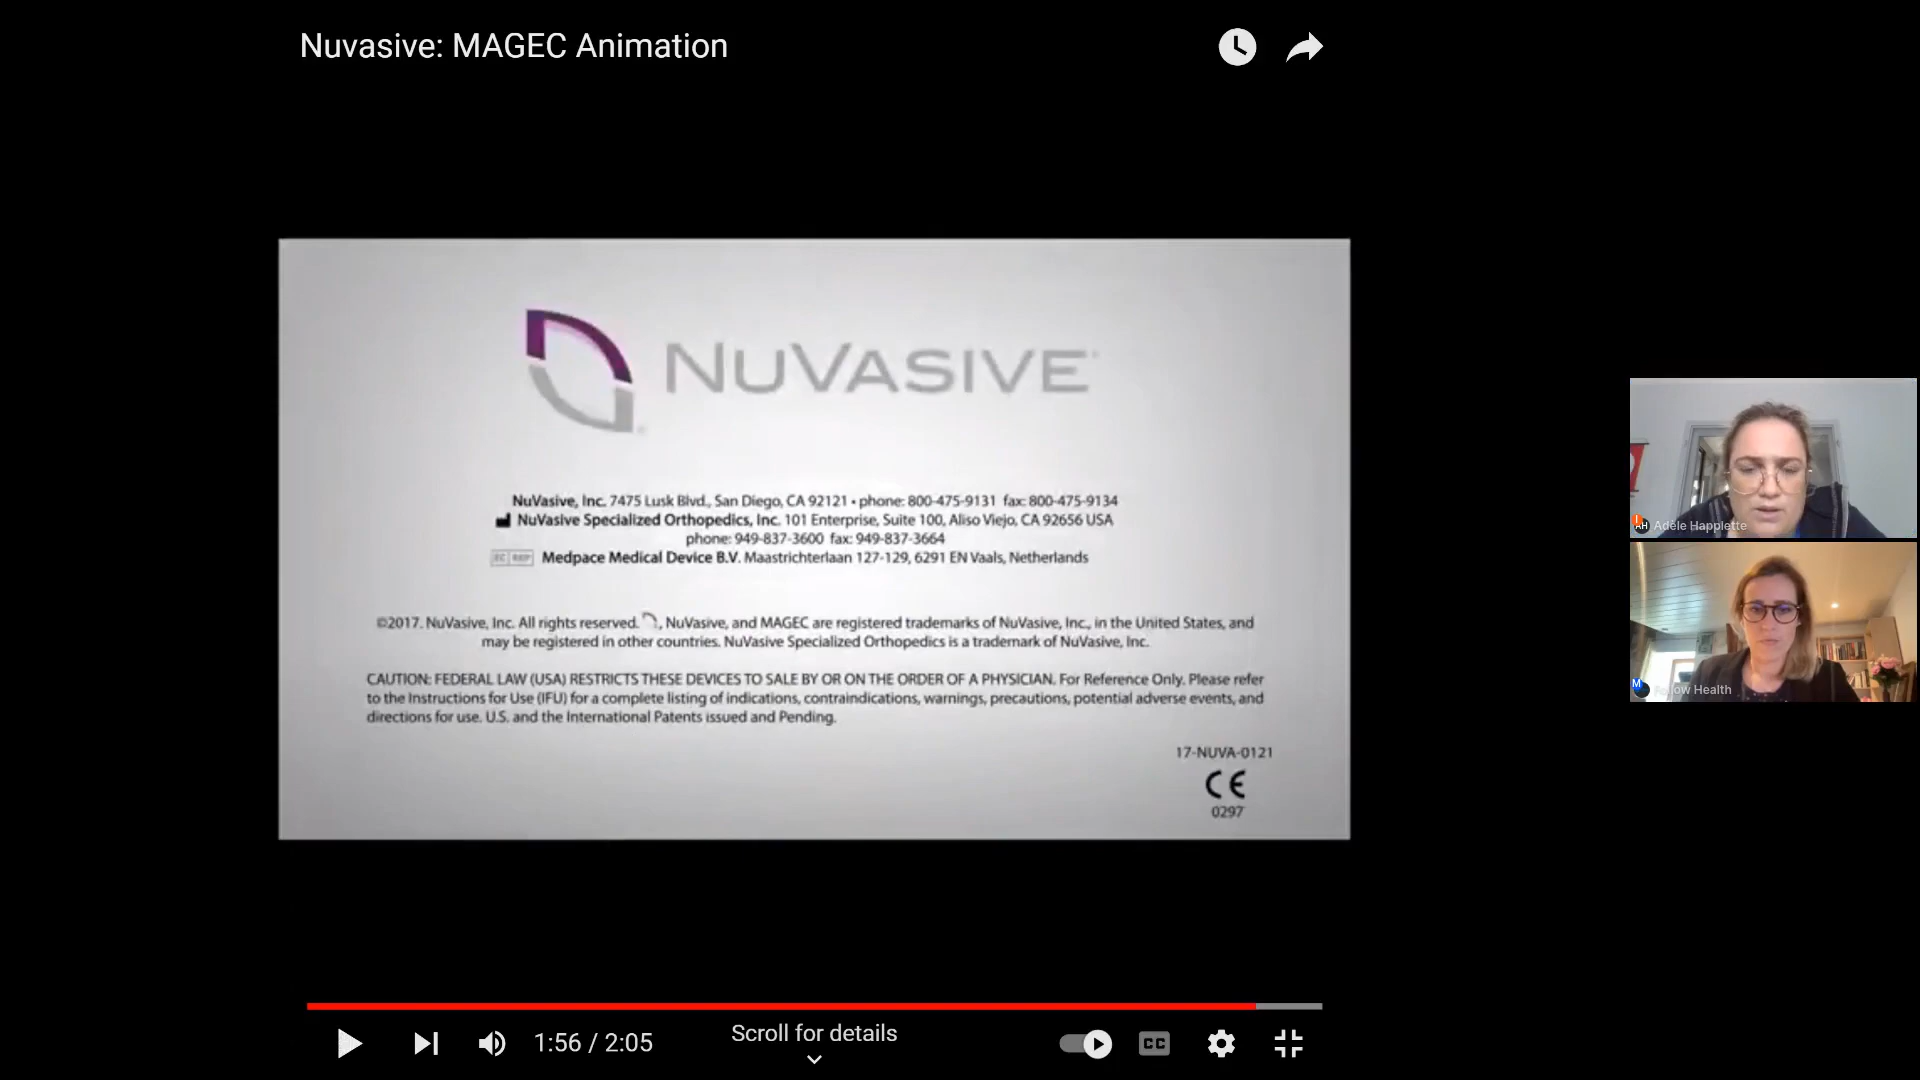 Nuvasive: MAGEC Animation
NUVASIVE
NuVasive, Inc. 7475 Lusk Blvd., San Diego, CA 92121 • phone: 800-475-9131 fax: 800-475-9134
NuVasive Specialized Orthopedics, Inc. 101 Enterprise, Suite 100, Aliso Viejo, CA 92656 USA
phone: 949-837-3600 fax: 949-837-3664
EC REP Medpace Medical Device B.V. Maastrichterlaan 127-129, 6291 EN Vaals, Netherlands
©2017. NuVasive, Inc. All rights reserved. , NuVasive, and MAGEC are registered trademarks of NuVasive, Inc., in the United States, and
may be registered in other countries. NuVasive Specialized Orthopedics is a trademark of NuVasive, Inc.
CAUTION: FEDERAL LAW (USA) RESTRICTS THESE DEVICES TO SALE BY OR ON THE ORDER OF A PHYSICIAN. For Reference Only. Please refer
to the Instructions for Use (IFU) for a complete listing of indications, contraindications, warnings, precautions, potential adverse events, and
directions for use. U.S. and the International Patents issued and Pending.
17-NUVA-0121
CE
0297
AH Adèle Happiette
M Follow Health
1:56 / 2:05
Scroll for details
CC